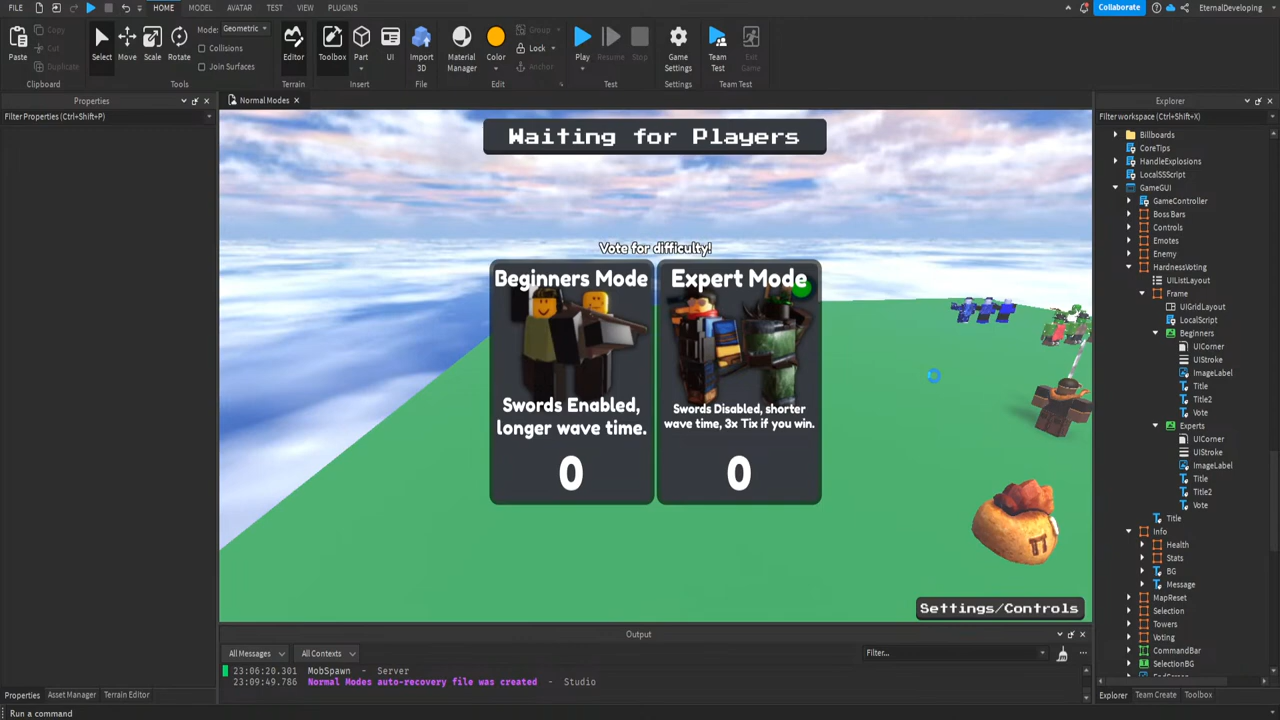 FILE
HOME
MODEL
AVATAR
TEST
VIEW
PLUGINS
Collaborate
EternalDeveloping
Paste
Copy
Cut
Duplicate
Clipboard
Select
Move
Scale
Rotate
Mode: Geometric
Collisions
Join Surfaces
Tools
Editor
Terrain
Toolbox
Part
UI
Insert
Import
3D
File
Material
Manager
Color
Group
Lock
Anchor
Edit
Play
Resume
Stop
Test
Game
Settings
Settings
Team
Test
Exit
Game
Team Test
Properties
Filter Properties (Ctrl+Shift+P)
Normal Modes
Waiting for Players
Vote for difficulty!
Beginners Mode
Swords Enabled,
longer wave time.
0
Expert Mode
Swords Disabled, shorter
wave time, 3x Tix if you win.
0
Settings/Controls
Explorer
Filter workspace (Ctrl+Shift+X)
Billboards
CoreTips
HandleExplosions
LocalSSScript
GameGUI
GameController
Boss Bars
Controls
Emotes
Enemy
HardnessVoting
UIListLayout
Frame
UIGridLayout
LocalScript
Beginners
UICorner
UIStroke
ImageLabel
Title
Title2
Vote
Experts
UICorner
UIStroke
ImageLabel
Title
Title2
Vote
Title
Info
Health
Stats
BG
Message
MapReset
Selection
Towers
Voting
CommandBar
SelectionBG
Output
All Messages
All Contexts
Filter...
23:06:20.301 MobSpawn - Server
23:09:49.786 Normal Modes auto-recovery file was created - Studio
Properties
Asset Manager
Terrain Editor
Explorer
Team Create
Toolbox
Run a command